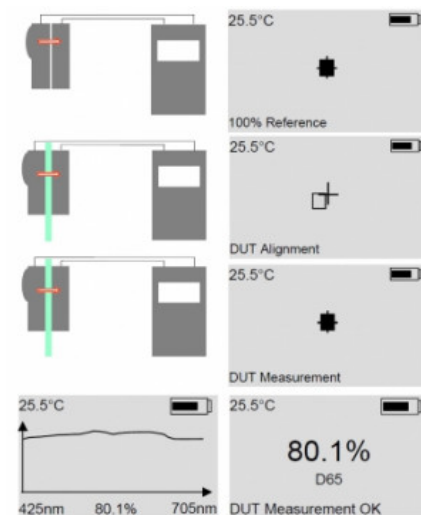 25.5°C
100% Reference
25.5°C
DUT Alignment
25.5°C
DUT Measurement
25.5°C
425nm 80.1% 705nm
25.5°C
80.1%
D65
DUT Measurement OK